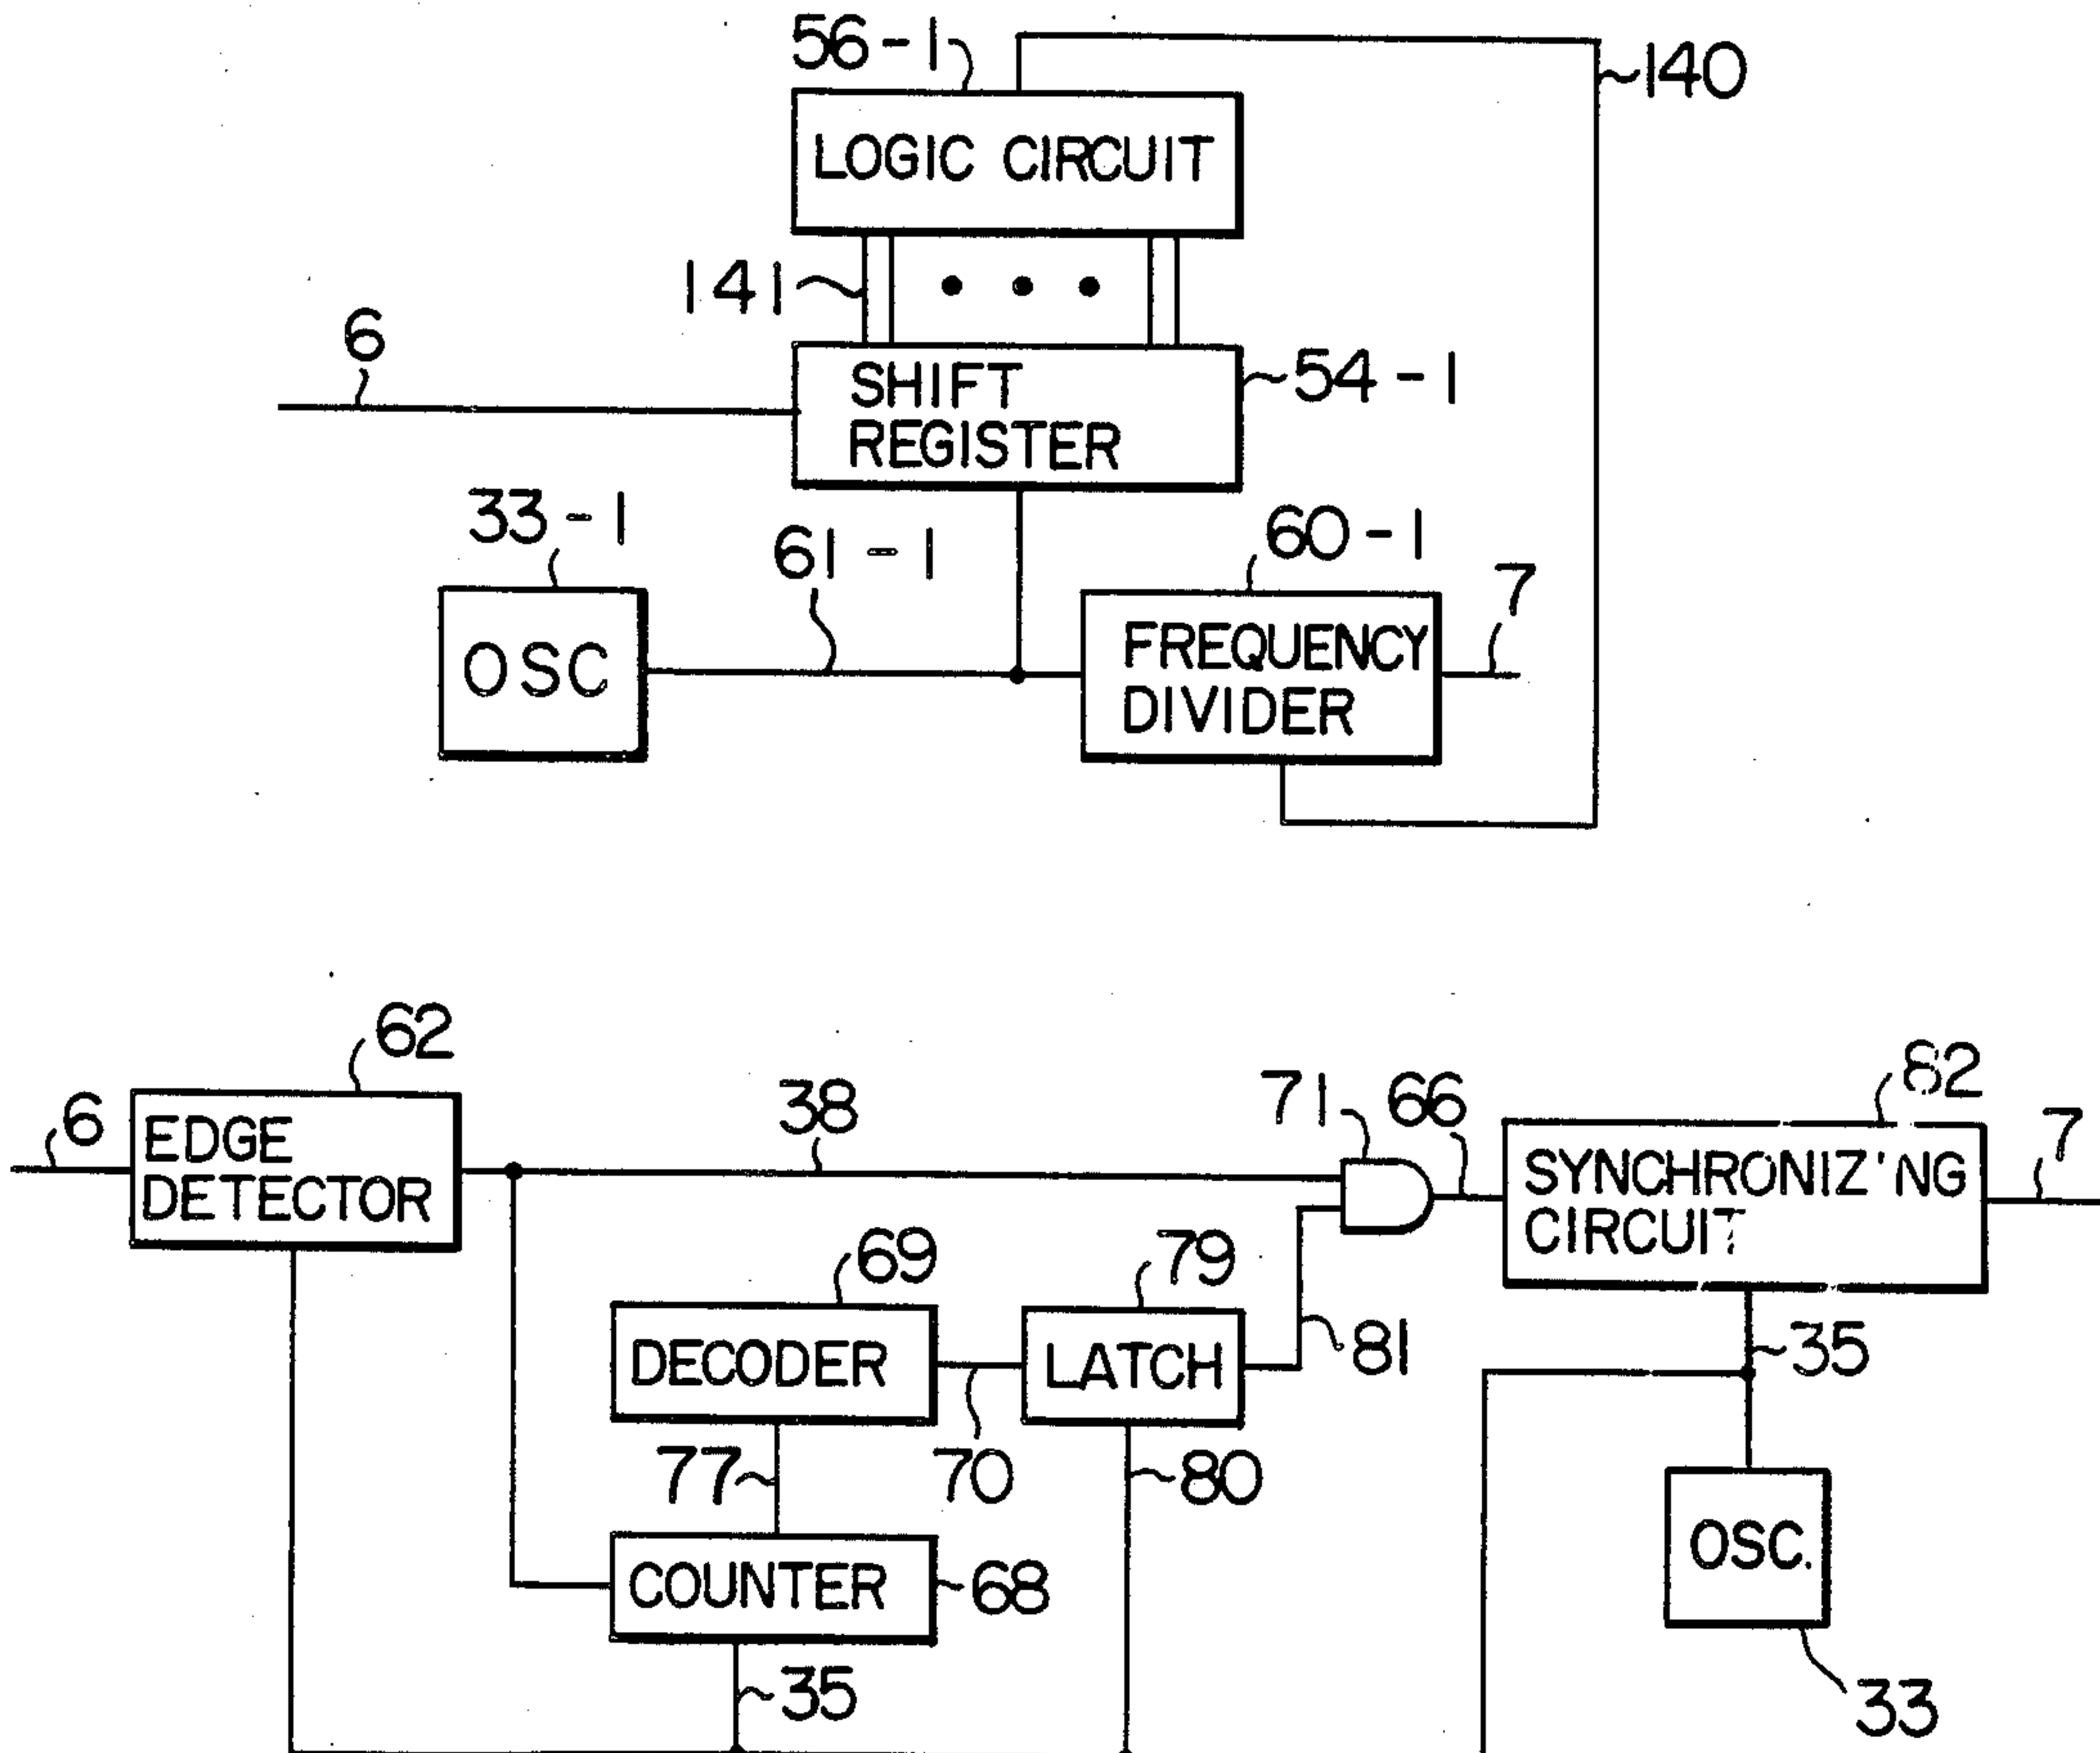 56-1
140
LOGIC CIRCUIT
141
6
SHIFT
REGISTER
54-1
33-1
61-1
60-1
7
OSC
FREQUENCY
DIVIDER
62
6
EDGE
DETECTOR
38
71
66
82
7
SYNCHRONIZ'NG
CIRCUIT
69
79
81
35
DECODER
LATCH
77
70
80
OSC.
COUNTER
68
35
33